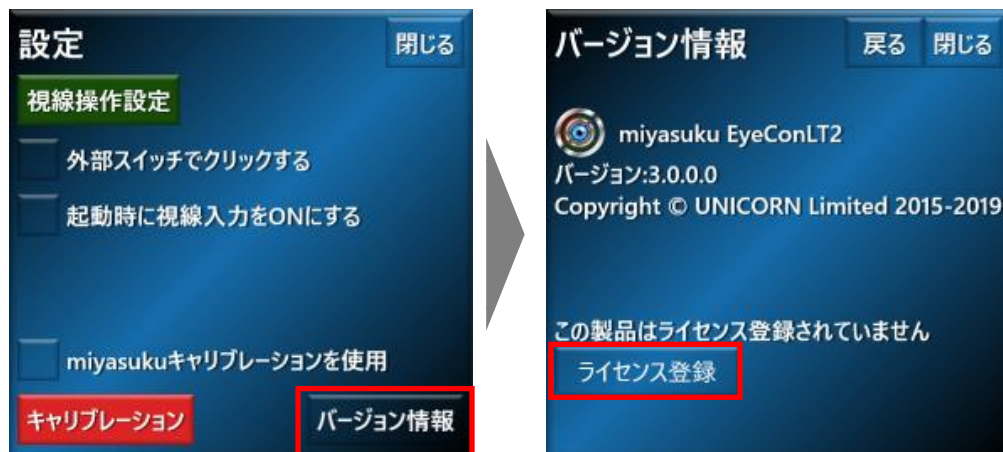 設定
閉じる
視線操作設定
外部スイッチでクリックする
起動時に視線入力をONにする
miyasukuキャリブレーションを使用
キャリブレーション
バージョン情報
バージョン情報
戻る
閉じる
miyasuku EyeConLT2
バージョン:3.0.0.0
Copyright © UNICORN Limited 2015-2019
この製品はライセンス登録されていません
ライセンス登録